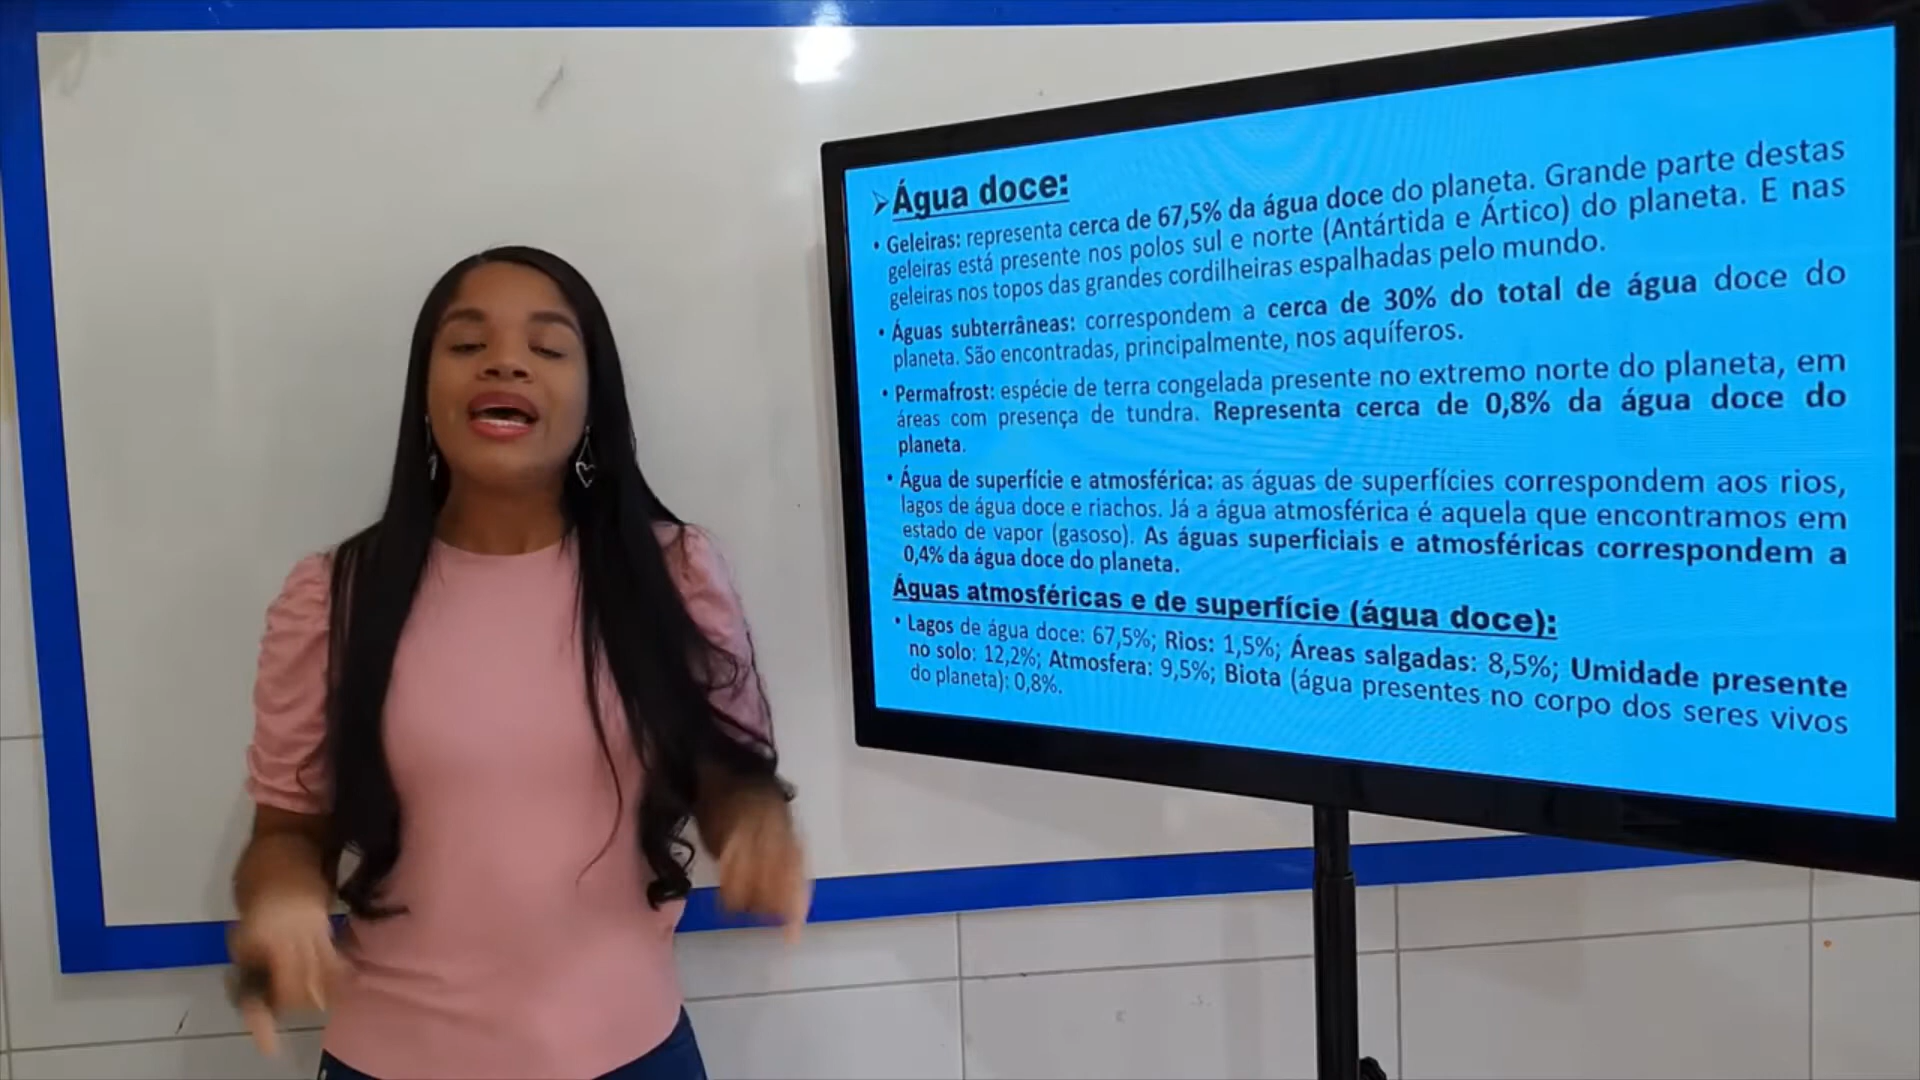 ➢Água doce:
• Geleiras: representa cerca de 67,5% da água doce do planeta. Grande parte destas
geleiras está presente nos polos sul e norte (Antártida e Ártico) do planeta. E nas
geleiras nos topos das grandes cordilheiras espalhadas pelo mundo.
• Águas subterrâneas: correspondem a cerca de 30% do total de água doce do
planeta. São encontradas, principalmente, nos aquíferos.
• Permafrost: espécie de terra congelada presente no extremo norte do planeta, em
áreas com presença de tundra. Representa cerca de 0,8% da água doce do
planeta.
• Água de superfície e atmosférica: as águas de superfícies correspondem aos rios,
lagos de água doce e riachos. Já a água atmosférica é aquela que encontramos em
estado de vapor (gasoso). As águas superficiais e atmosféricas correspondem a
0,4% da água doce do planeta.
Águas atmosféricas e de superfície (água doce):
• Lagos de água doce: 67,5%; Rios: 1,5%; Áreas salgadas: 8,5%; Umidade presente
no solo: 12,2%; Atmosfera: 9,5%; Biota (água presentes no corpo dos seres vivos
do planeta): 0,8%.